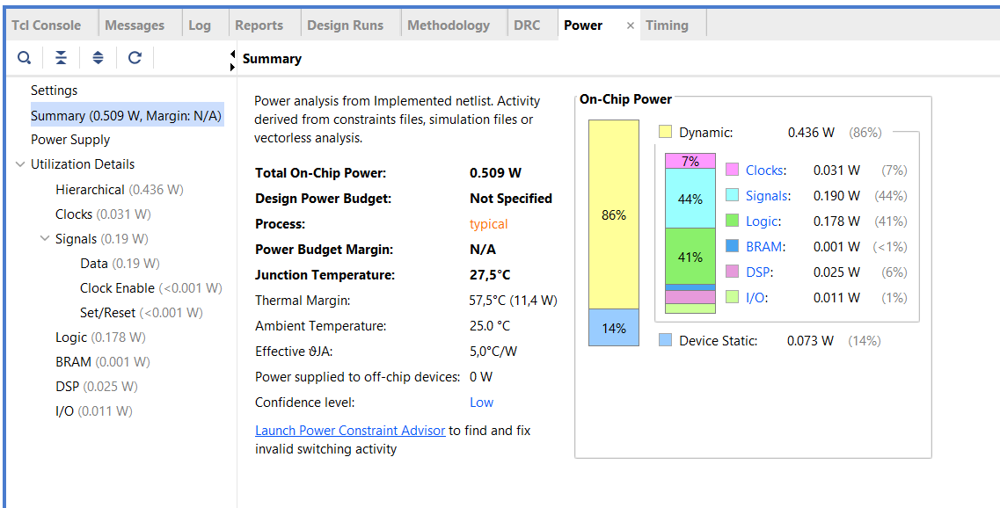 Tcl Console Messages Log Reports Design Runs Methodology DRC Power × Timing
Summary
Settings
Summary (0.509 W, Margin: N/A)
Power Supply
Utilization Details
Hierarchical (0.436 W)
Clocks (0.031 W)
Signals (0.19 W)
Data (0.19 W)
Clock Enable (<0.001 W)
Set/Reset (<0.001 W)
Logic (0.178 W)
BRAM (0.001 W)
DSP (0.025 W)
I/O (0.011 W)
Power analysis from Implemented netlist. Activity
derived from constraints files, simulation files or
vectorless analysis.
Total On-Chip Power: 0.509 W
Design Power Budget: Not Specified
Process: typical
Power Budget Margin: N/A
Junction Temperature: 27,5°C
Thermal Margin: 57,5°C (11,4 W)
Ambient Temperature: 25.0 °C
Effective ϑJA: 5,0°C/W
Power supplied to off-chip devices: 0 W
Confidence level: Low
Launch Power Constraint Advisor to find and fix
invalid switching activity
On-Chip Power
86%
14%
Dynamic: 0.436 W (86%)
7%
44%
41%
Clocks: 0.031 W (7%)
Signals: 0.190 W (44%)
Logic: 0.178 W (41%)
BRAM: 0.001 W (<1%)
DSP: 0.025 W (6%)
I/O: 0.011 W (1%)
Device Static: 0.073 W (14%)